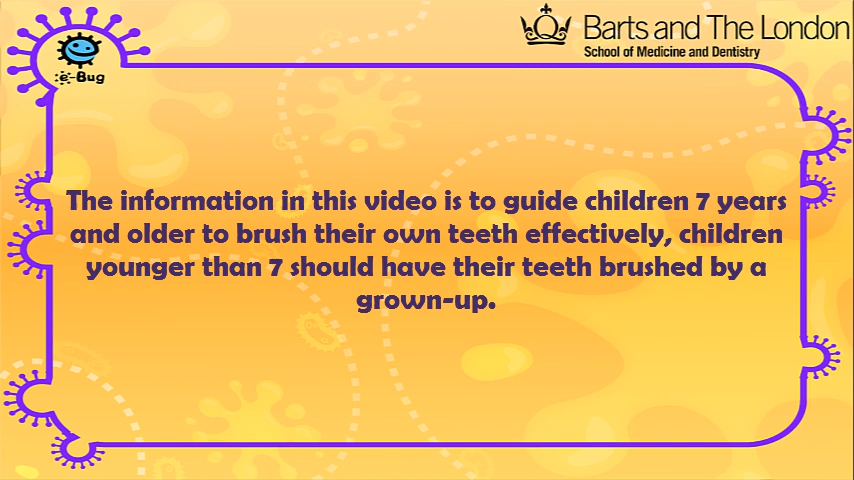 Barts and The London
School of Medicine and Dentistry
e-Bug
The information in this video is to guide children 7 years
and older to brush their own teeth effectively, children
younger than 7 should have their teeth brushed by a
grown-up.